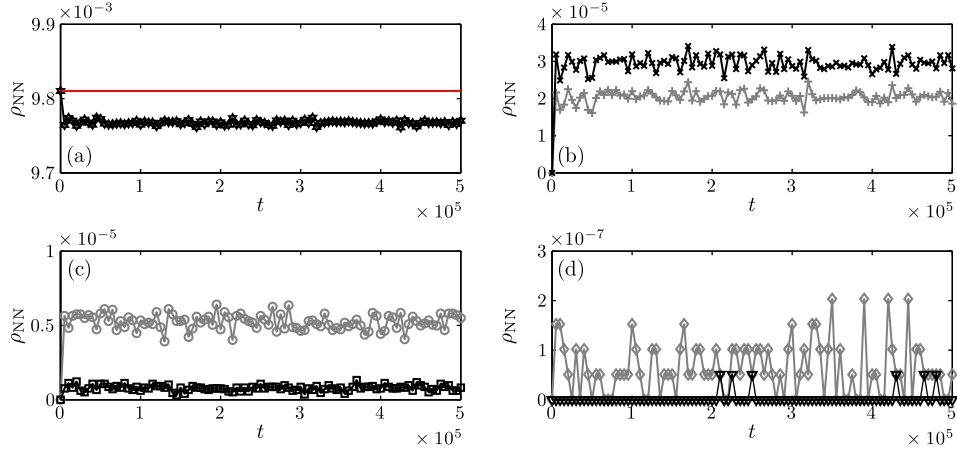 × 10⁻³
9.9
9.8
9.7
ρNN
(a)
0 1 2 3 4 5
t
× 10⁵
× 10⁻⁵
4
3
2
1
0
ρNN
(b)
0 1 2 3 4 5
t
× 10⁵
× 10⁻⁵
1
0.5
0
ρNN
(c)
0 1 2 3 4 5
t
× 10⁵
× 10⁻⁷
3
2
1
0
ρNN
(d)
0 1 2 3 4 5
t
× 10⁵